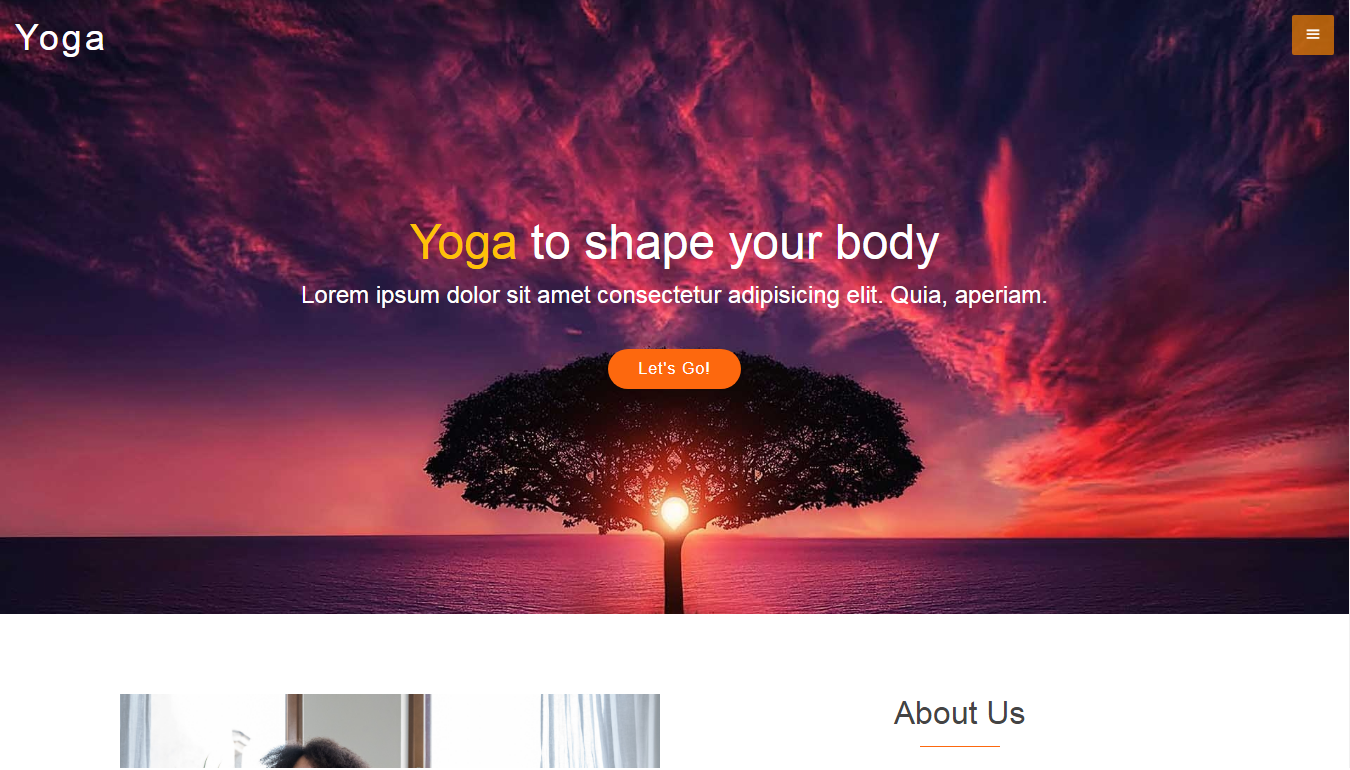 Yoga
Yoga to shape your body
Lorem ipsum dolor sit amet consectetur adipisicing elit. Quia, aperiam.
Let's Go!
About Us